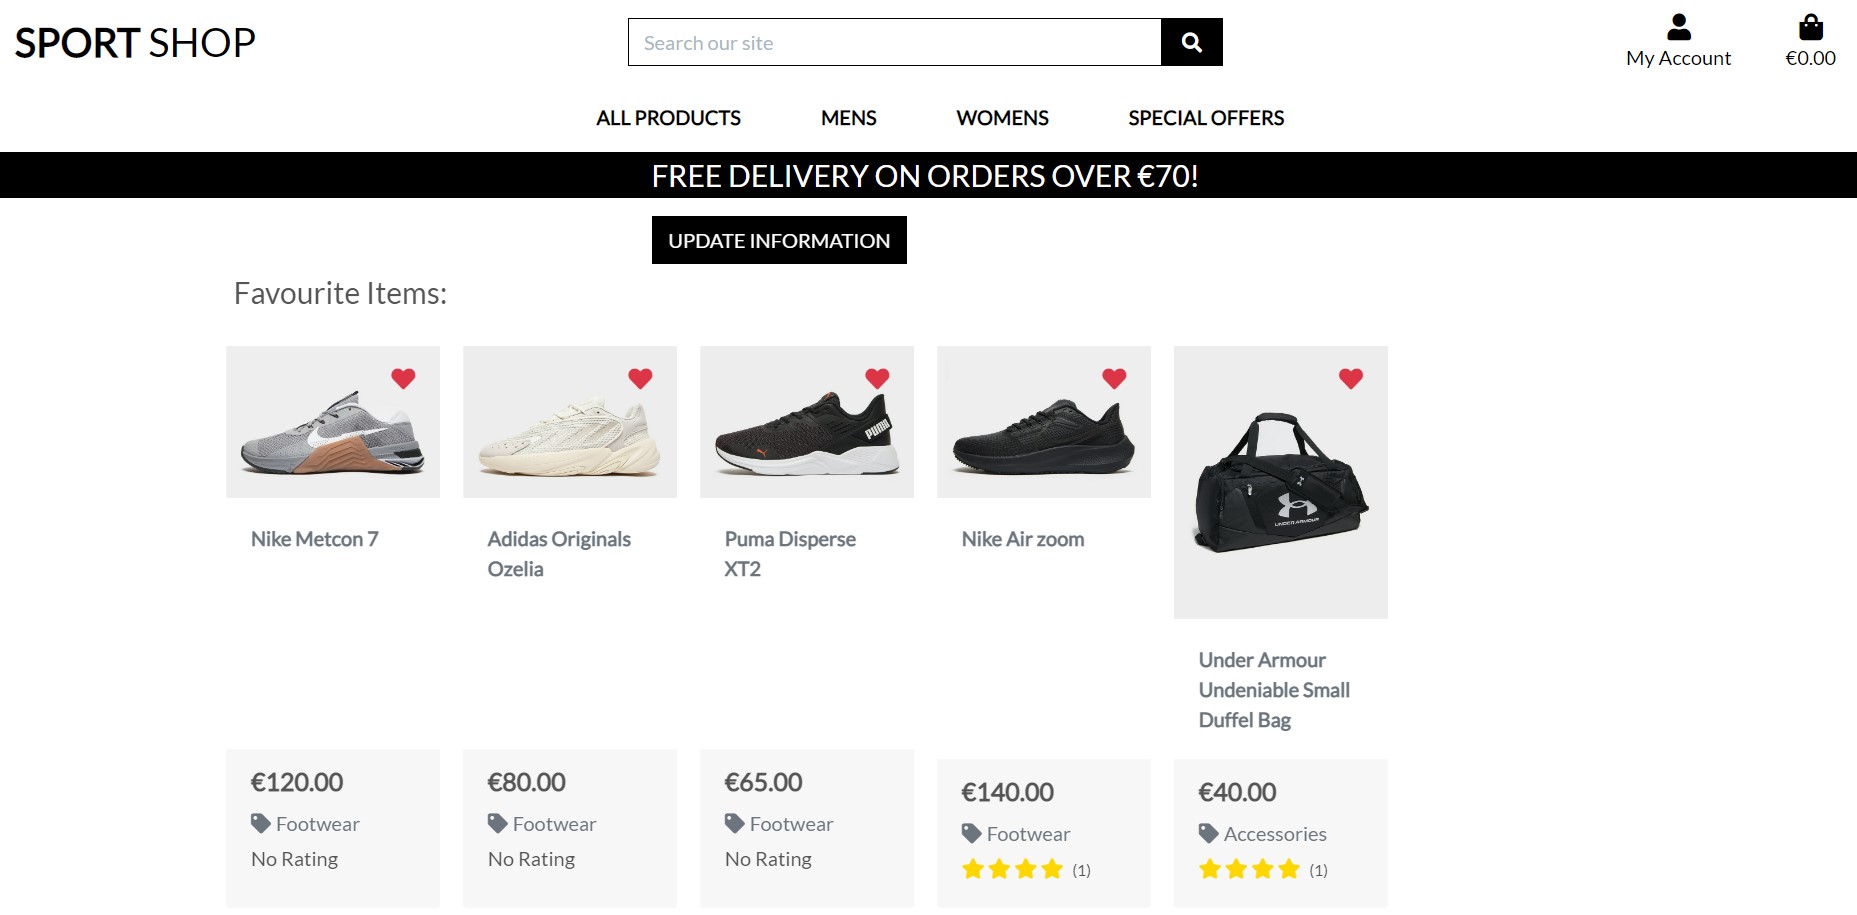 SPORT SHOP
Search our site
My Account
€0.00
ALL PRODUCTS
MENS
WOMENS
SPECIAL OFFERS
FREE DELIVERY ON ORDERS OVER €70!
UPDATE INFORMATION
Favourite Items:
PUMA
UNDER ARMOUR
Nike Metcon 7
Adidas Originals
Ozelia
Puma Disperse
XT2
Nike Air zoom
Under Armour
Undeniable Small
Duffel Bag
€120.00
Footwear
No Rating
€80.00
Footwear
No Rating
€65.00
Footwear
No Rating
€140.00
Footwear
(1)
€40.00
Accessories
(1)